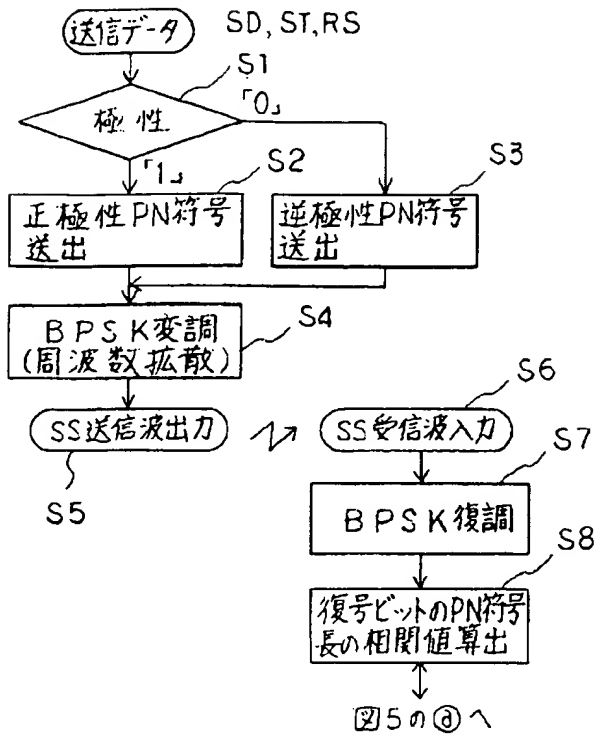 送信データ
SD, ST, RS
S1
極性
「0」
「1」
S2
S3
正極性PN符号
送出
逆極性PN符号
送出
S4
BPSK変調
(周波数拡散)
S6
SS送信波出力
SS受信波入力
S5
S7
BPSK復調
S8
復号ビットのPN符号
長の相関値算出
図5のⓐへ